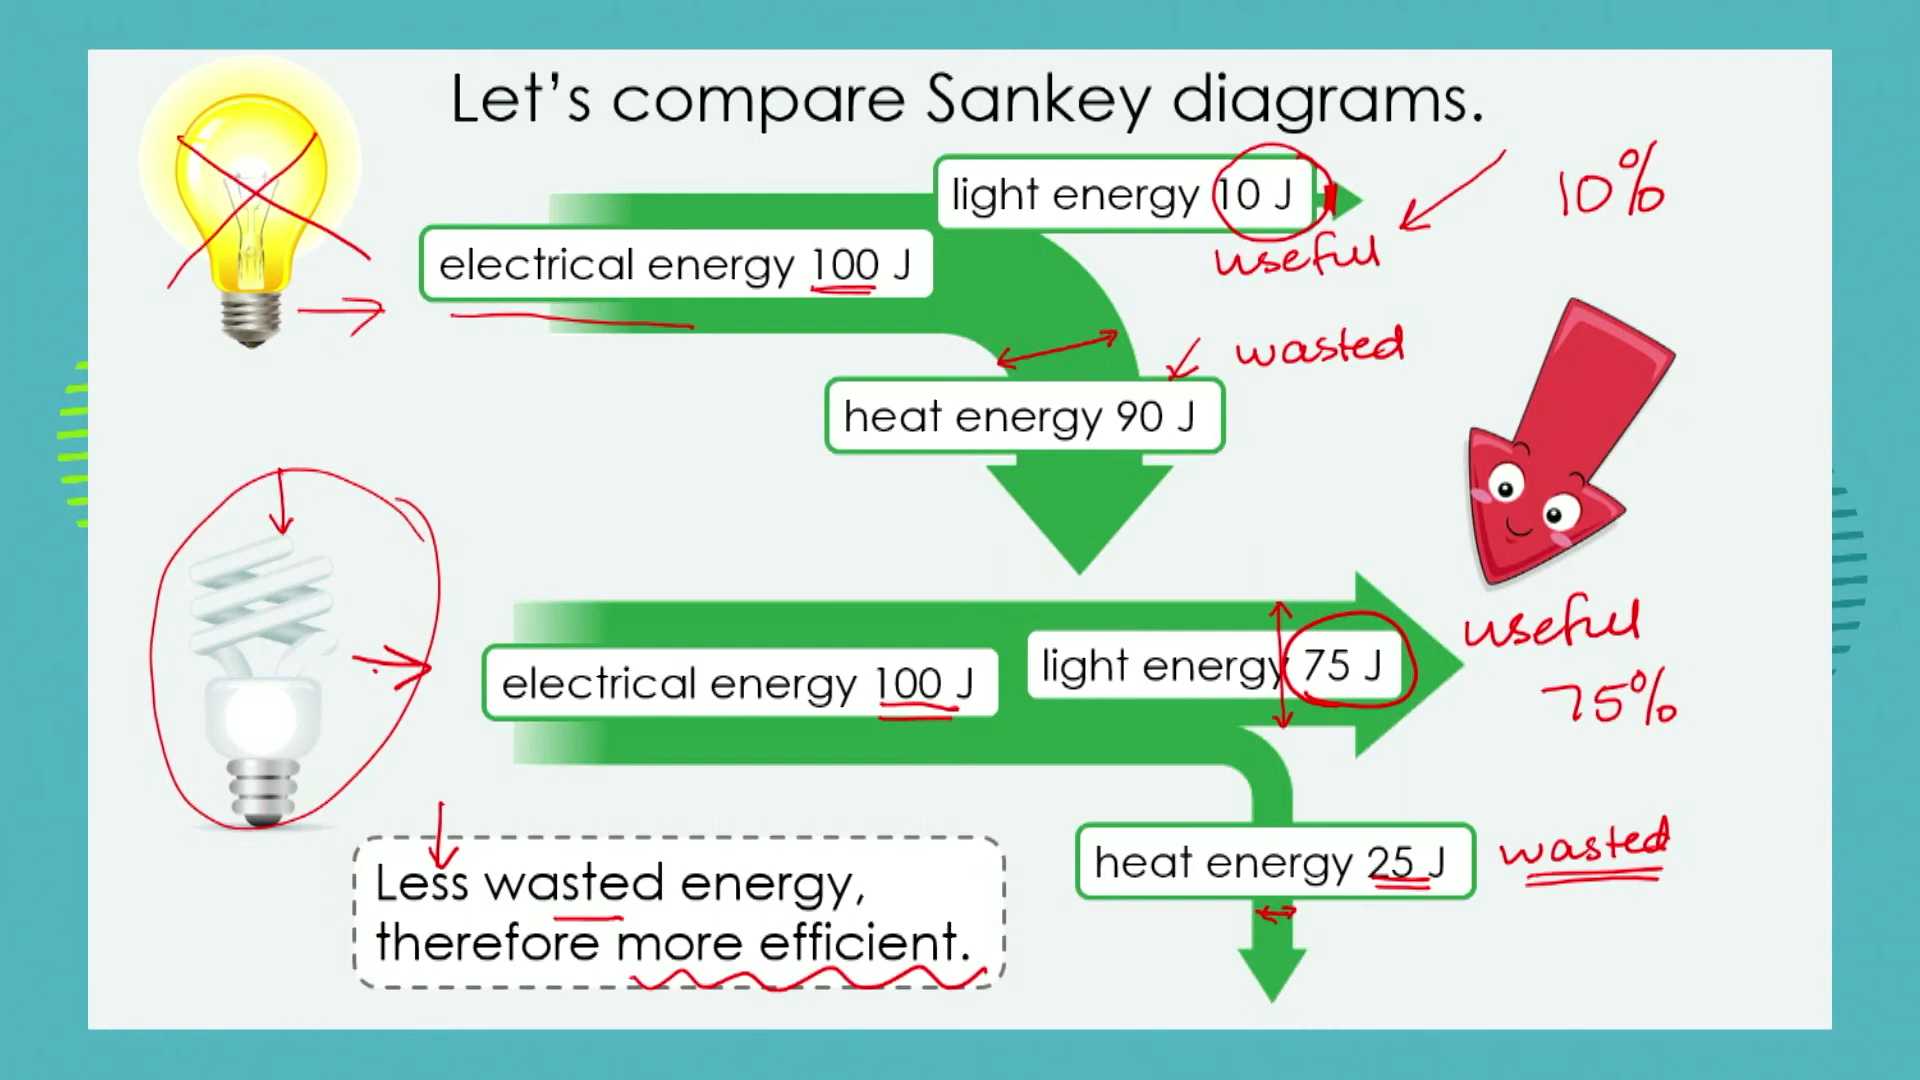 Let's compare Sankey diagrams.
light energy 10 J
10%
electrical energy 100 J
useful
wasted
heat energy 90 J
useful
electrical energy 100 J
light energy 75 J
75%
heat energy 25 J
wasted
Less wasted energy,
therefore more efficient.